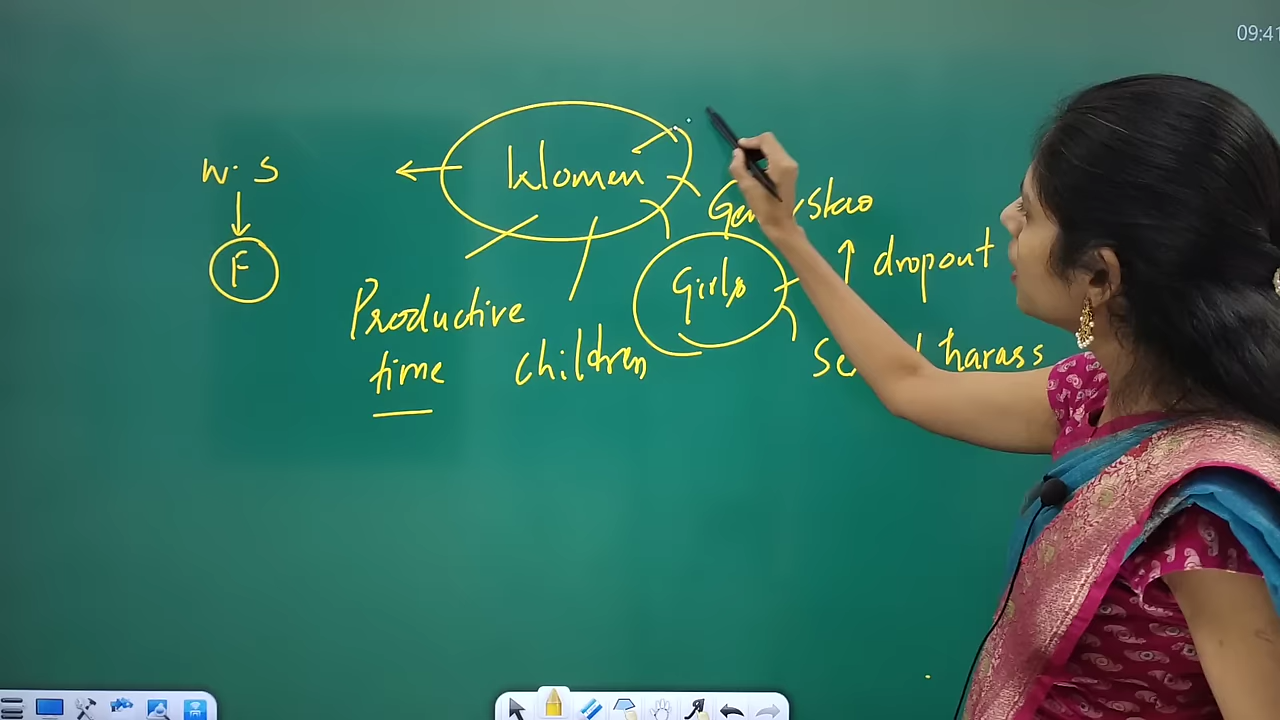 09:41
W. S
F
Women
Girls
↑ dropout
harass
Productive
time
children